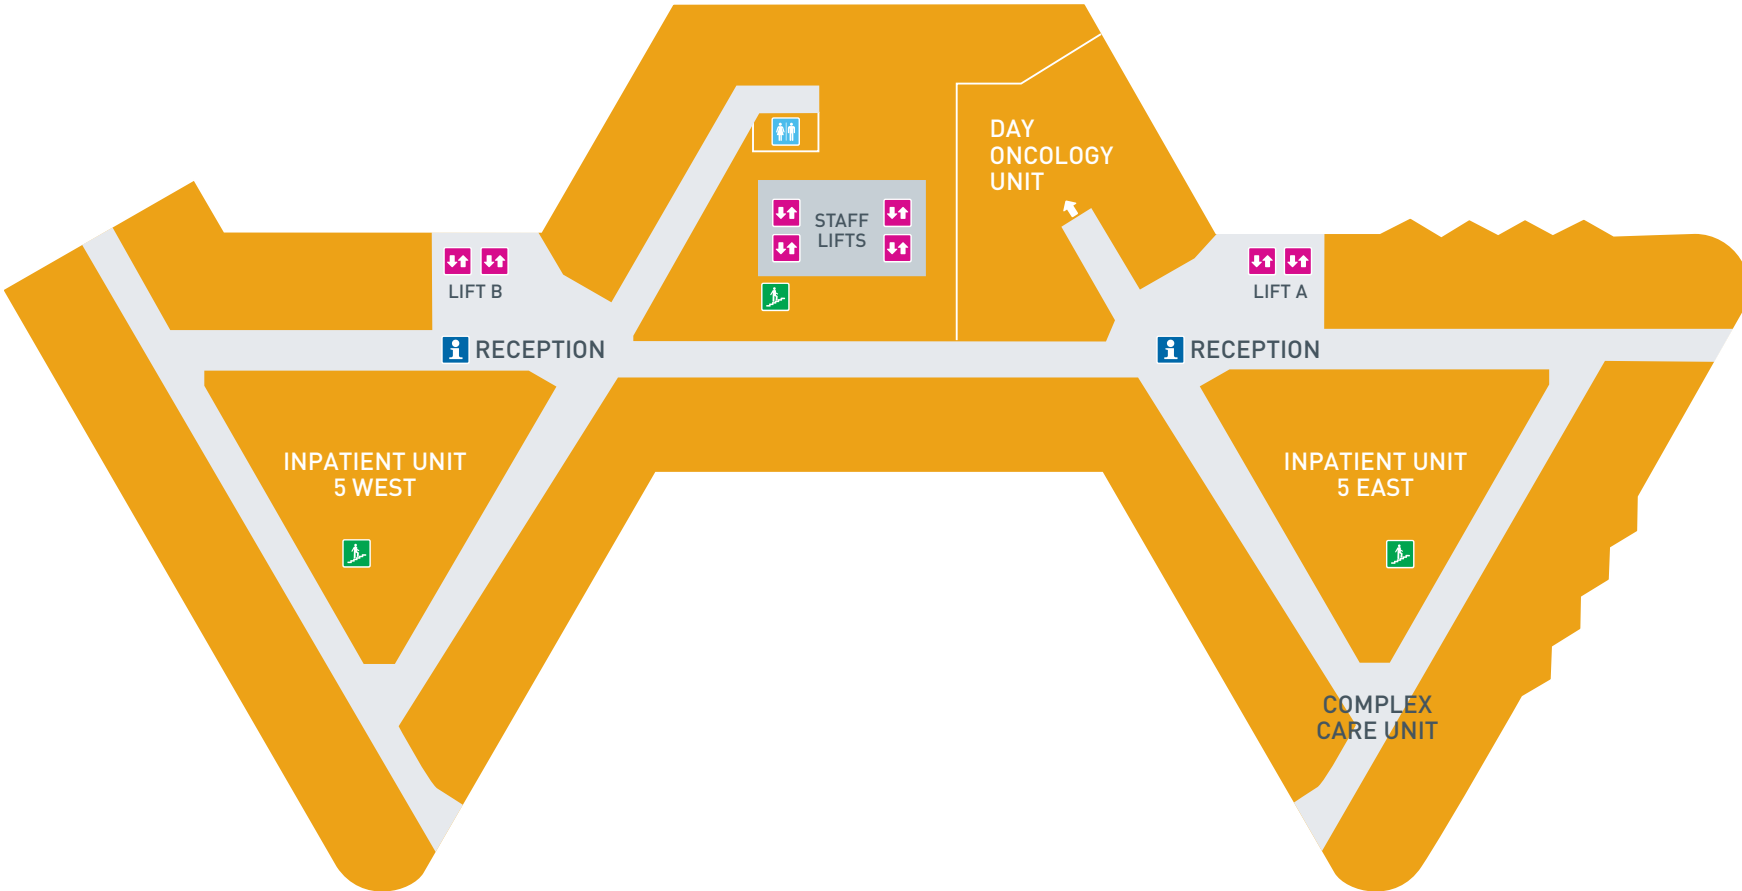 DAY
ONCOLOGY
UNIT
STAFF
LIFTS
LIFT B
LIFT A
RECEPTION
RECEPTION
INPATIENT UNIT
5 WEST
INPATIENT UNIT
5 EAST
COMPLEX
CARE UNIT